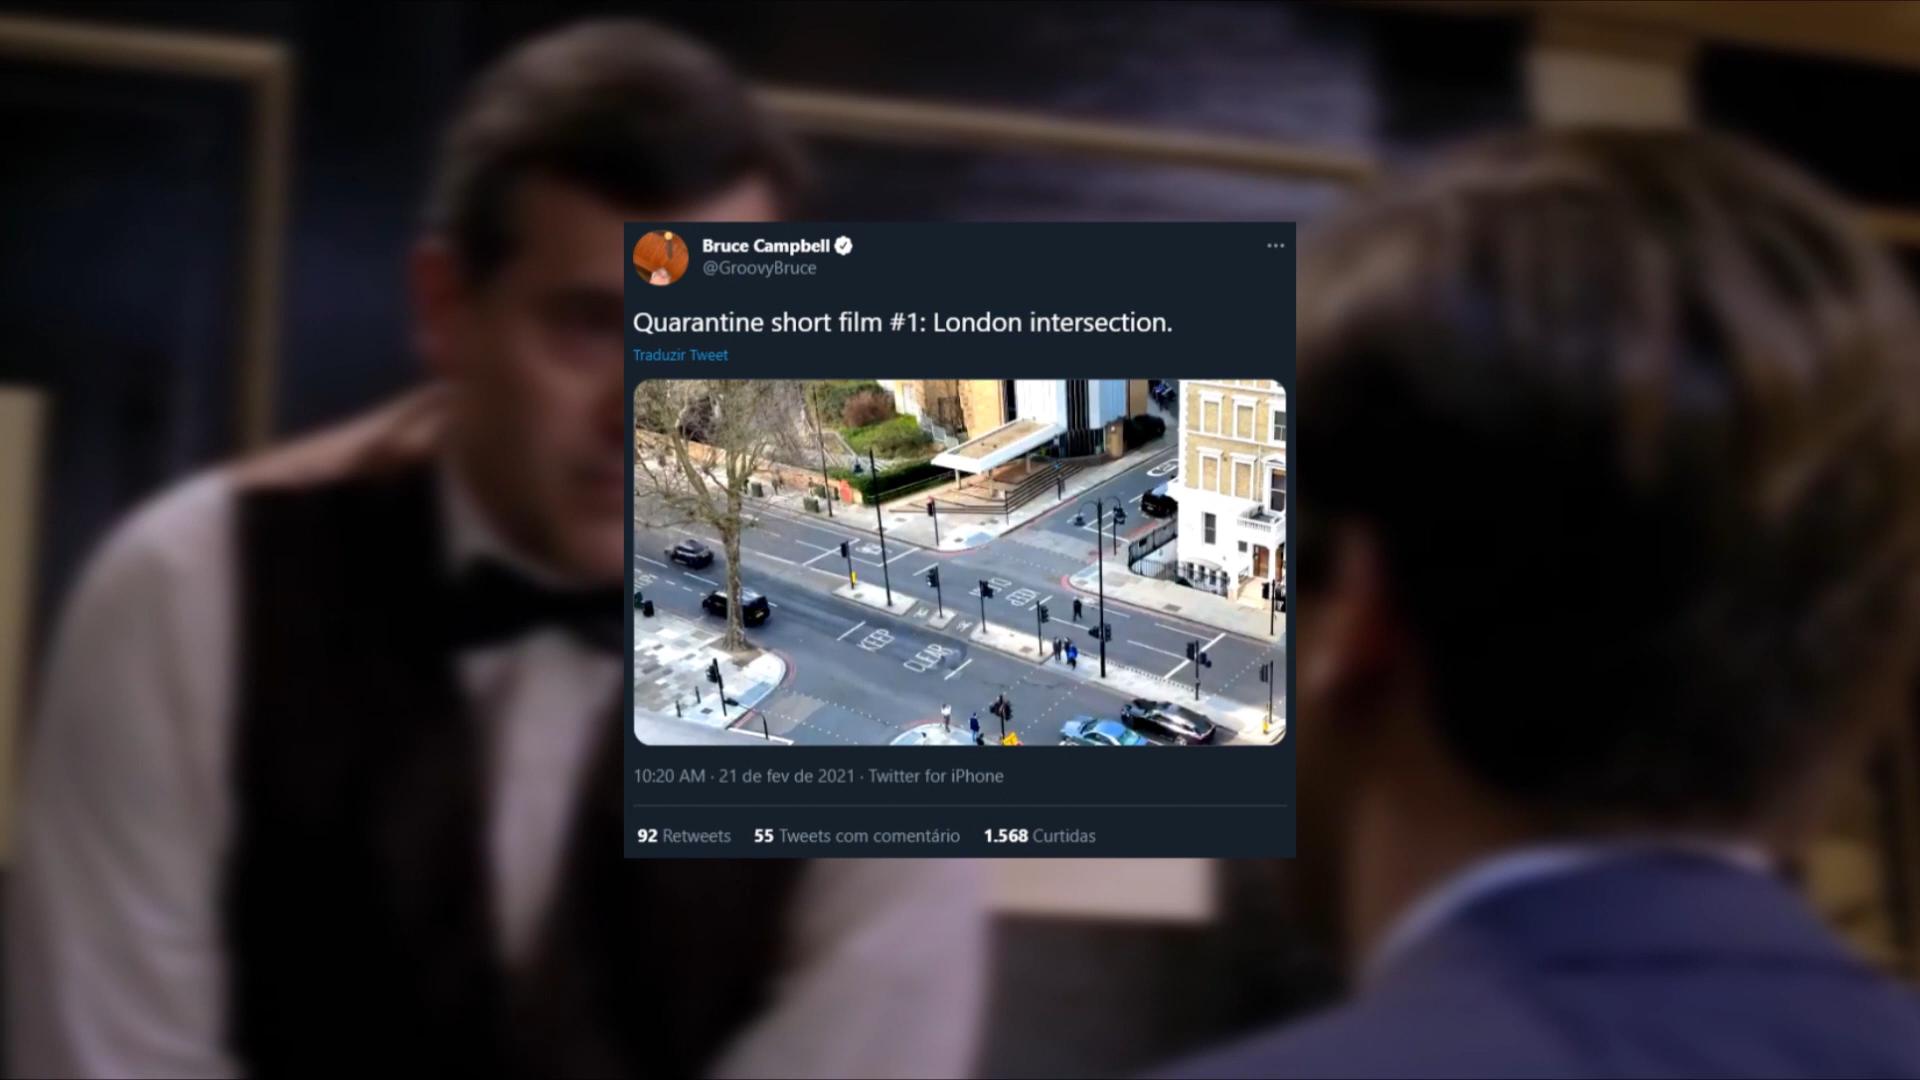 Bruce Campbell
@GroovyBruce
Quarantine short film #1: London intersection.
Traduzir Tweet
KEEP
CLEAR
KEEP
10:20 AM · 21 de fev de 2021 · Twitter for iPhone
92 Retweets 55 Tweets com comentário 1.568 Curtidas